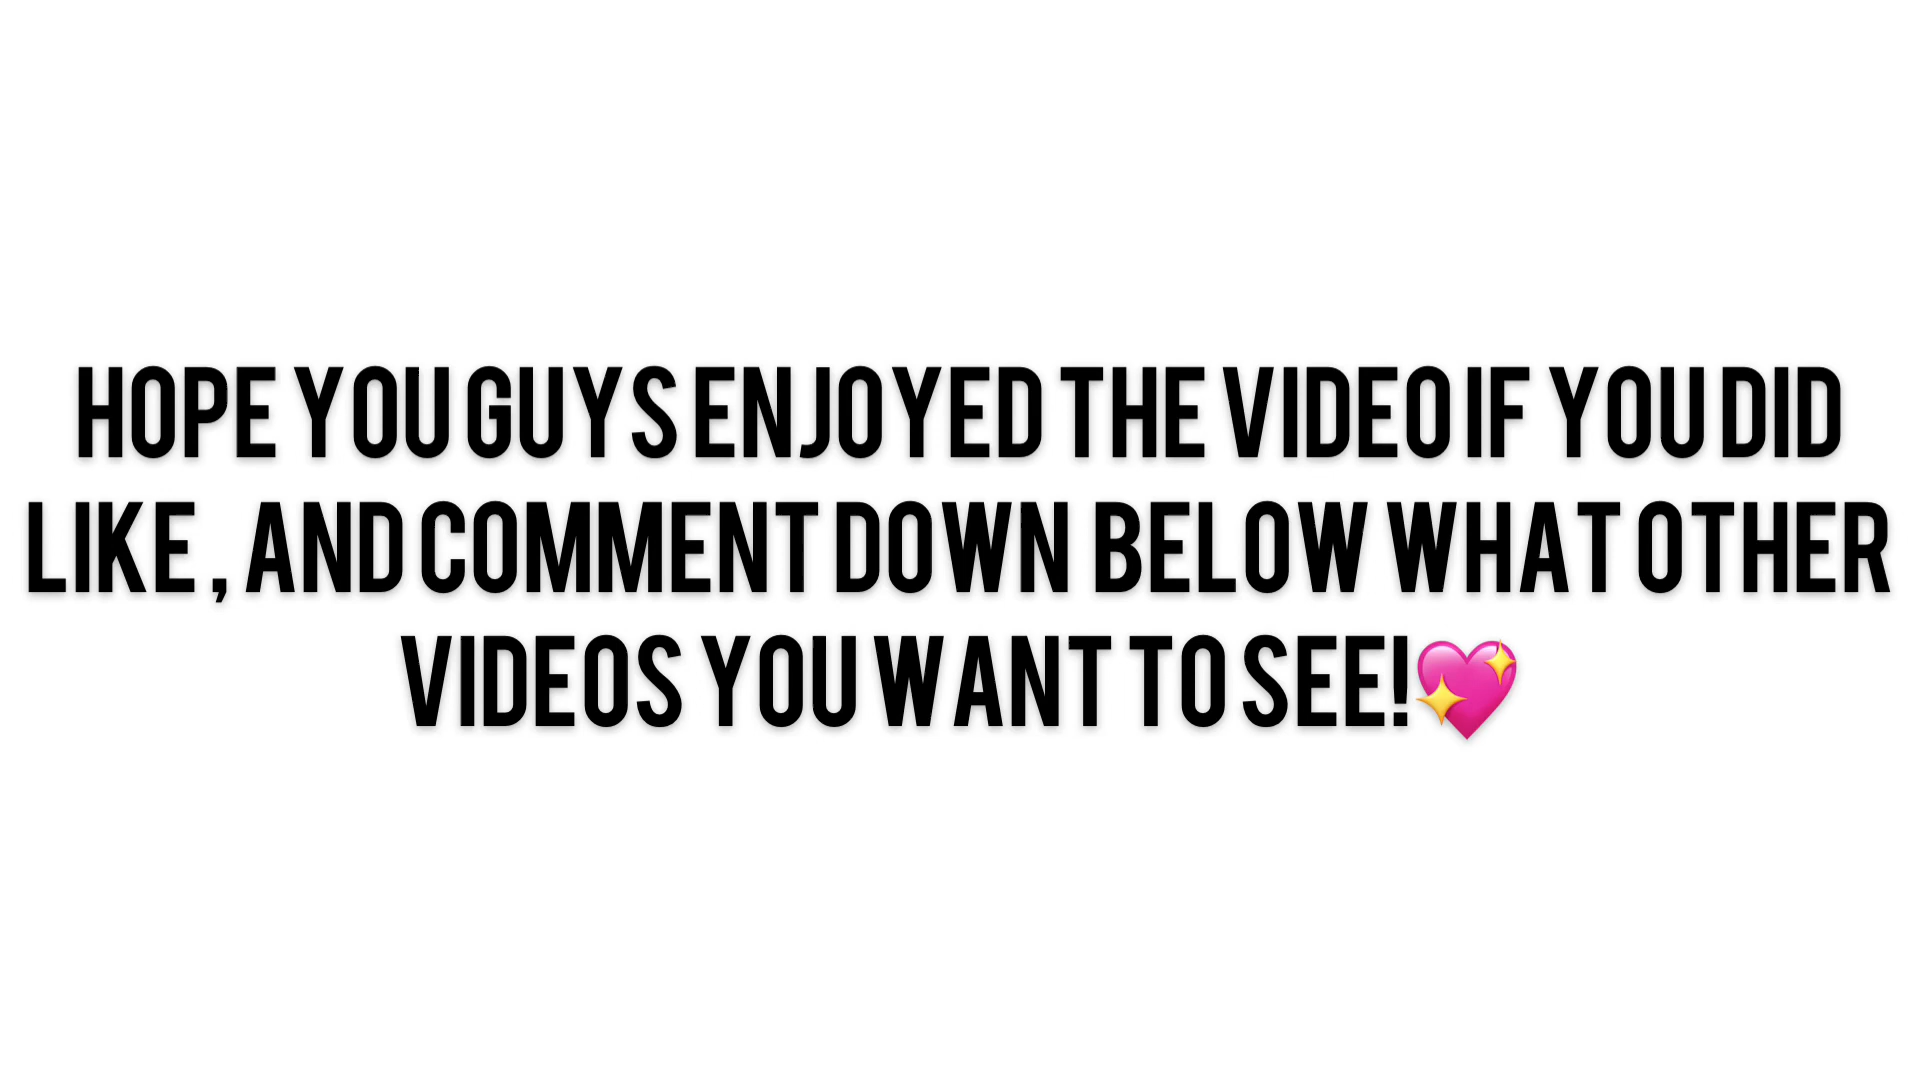 HOPE YOU GUYS ENJOYED THE VIDEO IF YOU DID
LIKE , AND COMMENT DOWN BELOW WHAT OTHER
VIDEOS YOU WANT TO SEE!💖